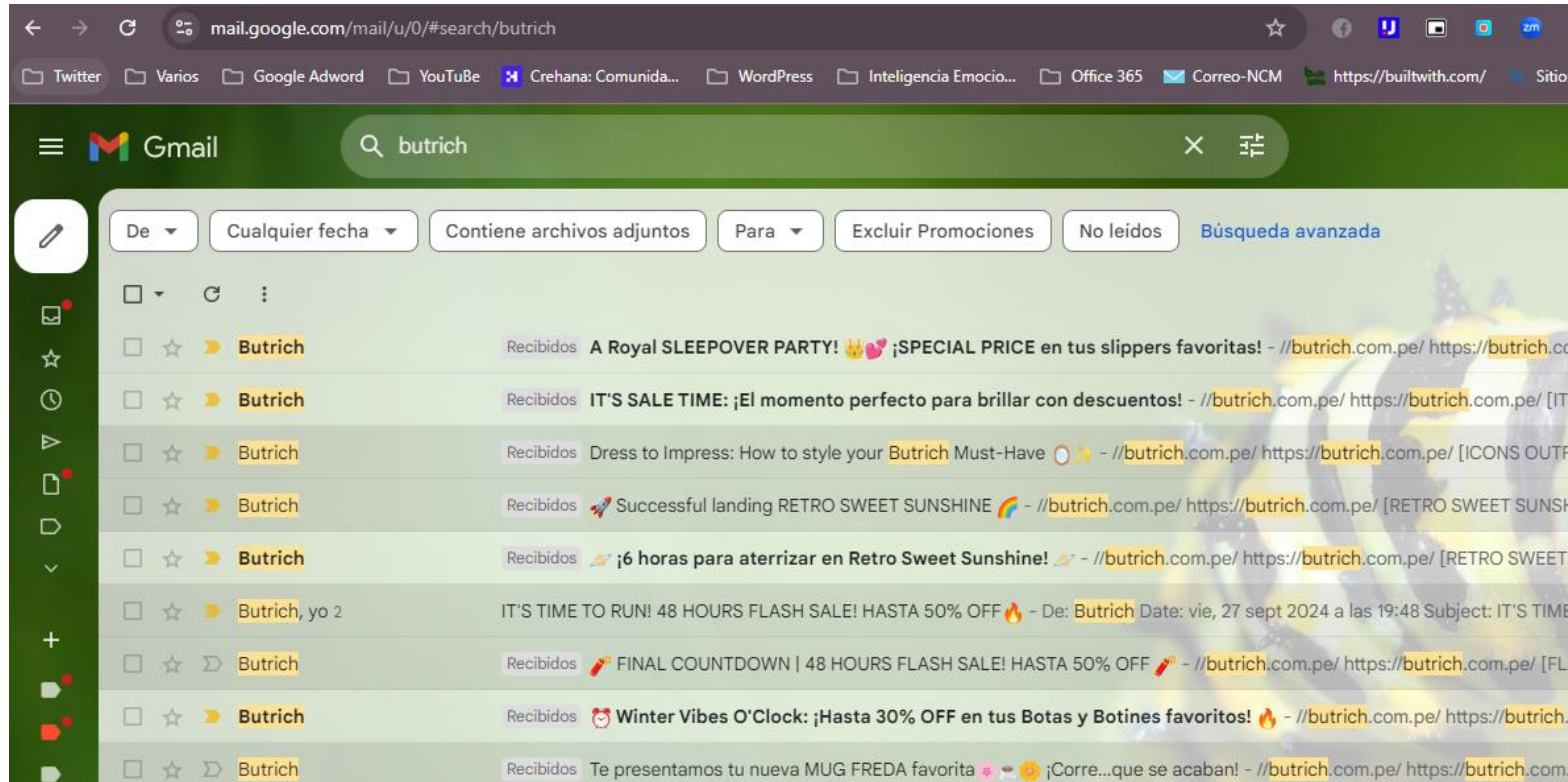 mail.google.com/mail/u/0/#search/butrich
zm
Twitter Varios Google Adword YouTuBe Crehana: Comunida... WordPress Inteligencia Emocio... Office 365 Correo-NCM https://builtwith.com/ Sitio
Gmail butrich
De Cualquier fecha Contiene archivos adjuntos Para Excluir Promociones No leídos Búsqueda avanzada
Butrich Recibidos A Royal SLEEPOVER PARTY! 👑💕 ¡SPECIAL PRICE en tus slippers favoritas! - //butrich.com.pe/ https://butrich.co
Butrich Recibidos IT'S SALE TIME: ¡El momento perfecto para brillar con descuentos! - //butrich.com.pe/ https://butrich.com.pe/ [IT
Butrich Recibidos Dress to Impress: How to style your Butrich Must-Have 🪞✨ - //butrich.com.pe/ https://butrich.com.pe/ [ICONS OUTF
Butrich Recibidos 🚀 Successful landing RETRO SWEET SUNSHINE 🌈 - //butrich.com.pe/ https://butrich.com.pe/ [RETRO SWEET SUNSH
Butrich Recibidos 🪐 ¡6 horas para aterrizar en Retro Sweet Sunshine! 🪐 - //butrich.com.pe/ https://butrich.com.pe/ [RETRO SWEET
Butrich, yo 2 IT'S TIME TO RUN! 48 HOURS FLASH SALE! HASTA 50% OFF🔥 - De: Butrich Date: vie, 27 sept 2024 a las 19:48 Subject: IT'S TIME
Butrich Recibidos 🧨 FINAL COUNTDOWN | 48 HOURS FLASH SALE! HASTA 50% OFF 🧨 - //butrich.com.pe/ https://butrich.com.pe/ [FL
Butrich Recibidos ⏰ Winter Vibes O'Clock: ¡Hasta 30% OFF en tus Botas y Botines favoritos! 🔥 - //butrich.com.pe/ https://butrich.
Butrich Recibidos Te presentamos tu nueva MUG FREDA favorita 🌸☕🌼 ¡Corre...que se acaban! - //butrich.com.pe/ https://butrich.com